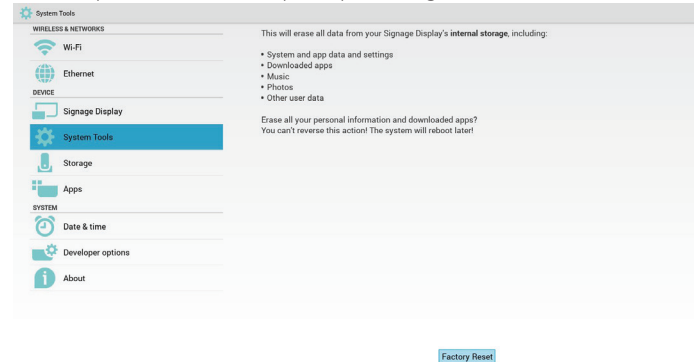 System Tools
WIRELESS & NETWORKS
Wi-Fi
Ethernet
DEVICE
Signage Display
System Tools
Storage
Apps
SYSTEM
Date & time
Developer options
About
This will erase all data from your Signage Display's internal storage, including:
• System and app data and settings
• Downloaded apps
• Music
• Photos
• Other user data
Erase all your personal information and downloaded apps?
You can't reverse this action! The system will reboot later!
Factory Reset